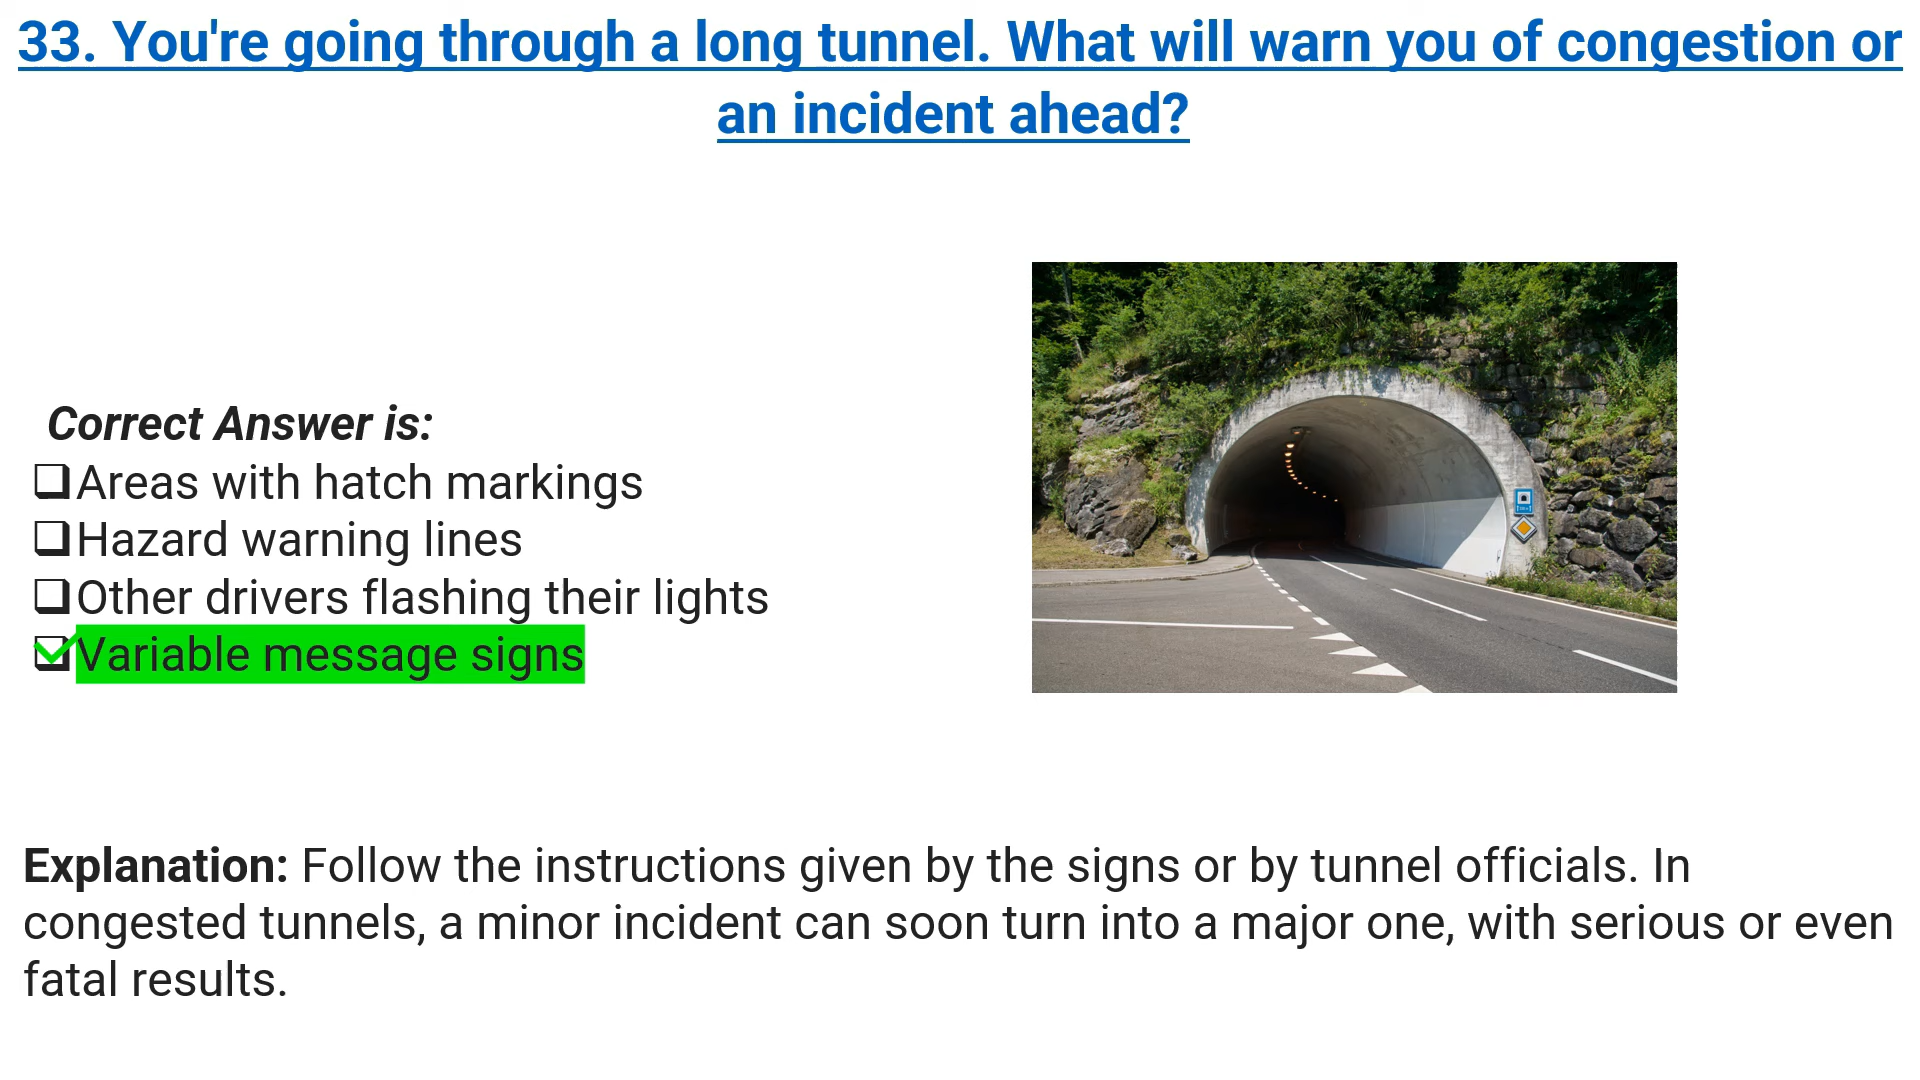 33. You're going through a long tunnel. What will warn you of congestion or
an incident ahead?
Correct Answer is:
Areas with hatch markings
Hazard warning lines
Other drivers flashing their lights
Variable message signs
Explanation: Follow the instructions given by the signs or by tunnel officials. In
congested tunnels, a minor incident can soon turn into a major one, with serious or even
fatal results.